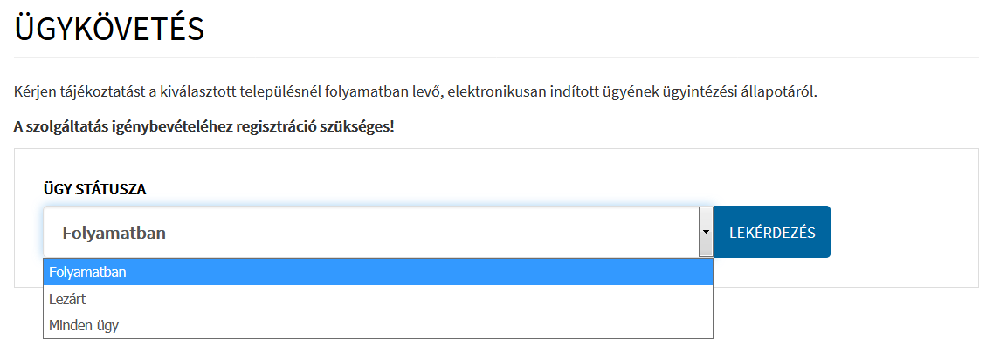 ÜGYKÖVETÉS
Kérjen tájékoztatást a kiválasztott településnél folyamatban levő, elektronikusan indított ügyének ügyintézési állapotáról.
A szolgáltatás igénybevételéhez regisztráció szükséges!
ÜGY STÁTUSZA
Folyamatban
LEKÉRDEZÉS
Folyamatban
Lezárt
Minden ügy